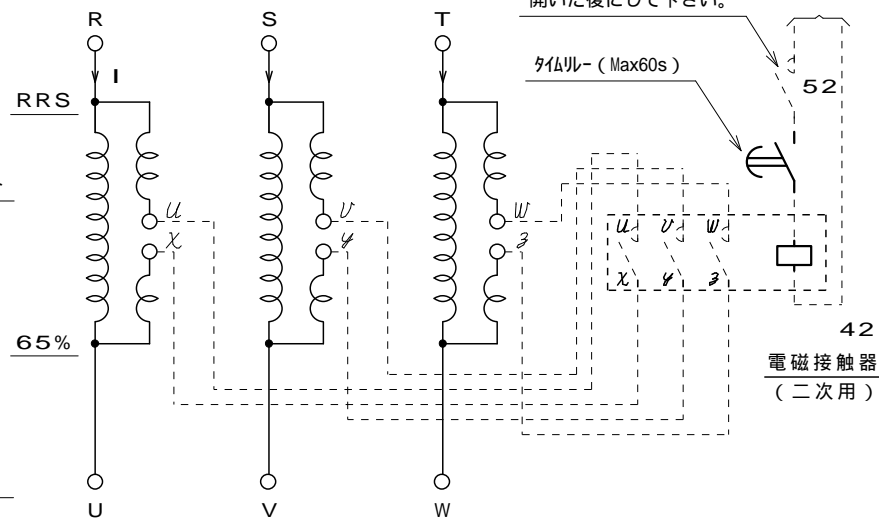 開いた後にして下さい。
R
S
T
タイムリレー（Max60s）
I
52
RRS
u
v
w
x
y
z
u v w
x y z
65%
42
電磁接触器
（二次用）
U
V
W